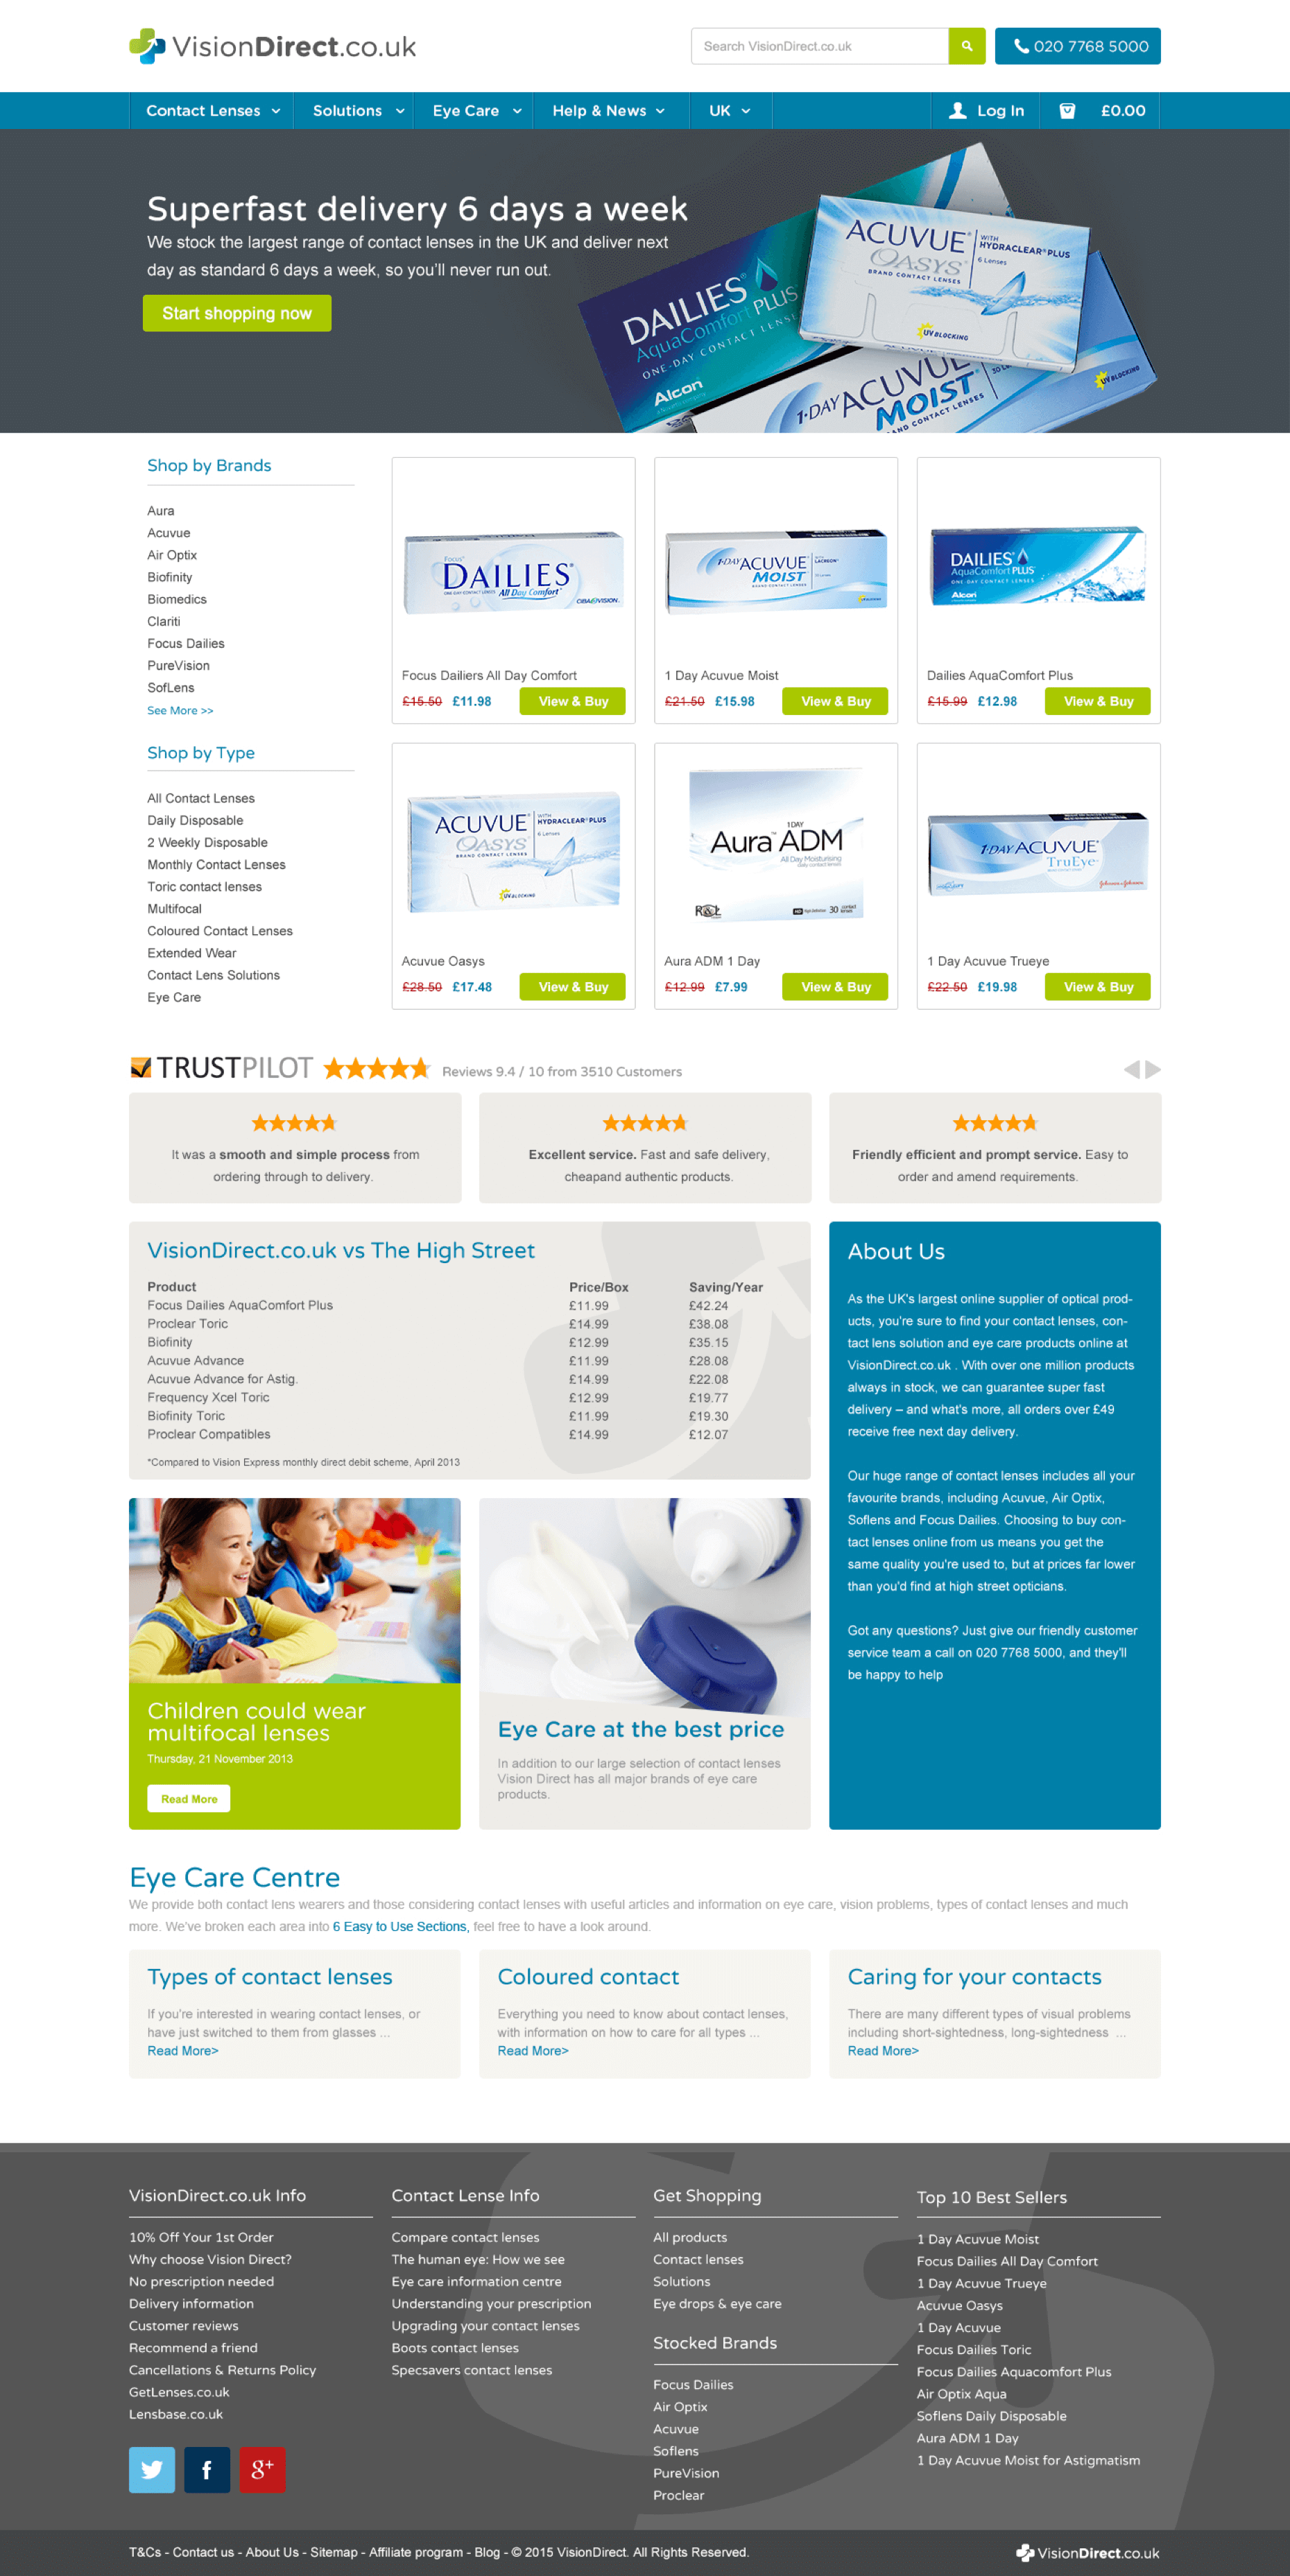 VisionDirect.co.uk
Search VisionDirect.co.uk
020 7768 5000
Contact Lenses
Solutions
Eye Care
Help & News
UK
Log In
£0.00
Superfast delivery 6 days a week
We stock the largest range of contact lenses in the UK and deliver next
day as standard 6 days a week, so you'll never run out.
Start shopping now
ACUVUE
OASYS
BRAND CONTACT LENSES
WITH
HYDRACLEAR PLUS
6 Lenses
UV BLOCKING
DAILIES
AquaComfort PLUS
ONE-DAY CONTACT LENSES
Alcon
1-DAY ACUVUE
MOIST
UV BLOCKING
Shop by Brands
Aura
Acuvue
Air Optix
Biofinity
Biomedics
Clariti
Focus Dailies
PureVision
SofLens
See More >>
Focus
DAILIES
All Day Comfort
CIBA VISION
Focus Dailiers All Day Comfort
£15.50 £11.98
View & Buy
1-DAY ACUVUE
MOIST
1 Day Acuvue Moist
£21.50 £15.98
View & Buy
DAILIES
AquaComfort PLUS
ONE-DAY CONTACT LENSES
Alcon
Dailies AquaComfort Plus
£15.99 £12.98
View & Buy
Shop by Type
All Contact Lenses
Daily Disposable
2 Weekly Disposable
Monthly Contact Lenses
Toric contact lenses
Multifocal
Coloured Contact Lenses
Extended Wear
Contact Lens Solutions
Eye Care
ACUVUE
OASYS
BRAND CONTACT LENSES
WITH
HYDRACLEAR PLUS
6 Lenses
UV BLOCKING
Acuvue Oasys
£28.50 £17.48
View & Buy
1DAY
Aura™ ADM
All Day Moisturising
daily contact lenses
30 contact lenses
Aura ADM 1 Day
£12.99 £7.99
View & Buy
1-DAY ACUVUE
TruEye
Johnson & Johnson
1 Day Acuvue Trueye
£22.50 £19.98
View & Buy
TRUSTPILOT
Reviews 9.4 / 10 from 3510 Customers
It was a smooth and simple process from
ordering through to delivery.
Excellent service. Fast and safe delivery,
cheapand authentic products.
Friendly efficient and prompt service. Easy to
order and amend requirements.
VisionDirect.co.uk vs The High Street
Product Price/Box Saving/Year
Focus Dailies AquaComfort Plus £11.99 £42.24
Proclear Toric £14.99 £38.08
Biofinity £12.99 £35.15
Acuvue Advance £11.99 £28.08
Acuvue Advance for Astig. £14.99 £22.08
Frequency Xcel Toric £12.99 £19.77
Biofinity Toric £11.99 £19.30
Proclear Compatibles £14.99 £12.07
*Compared to Vision Express monthly direct debit scheme, April 2013
About Us
As the UK's largest online supplier of optical prod-
ucts, you're sure to find your contact lenses, con-
tact lens solution and eye care products online at
VisionDirect.co.uk . With over one million products
always in stock, we can guarantee super fast
delivery – and what's more, all orders over £49
receive free next day delivery.
Our huge range of contact lenses includes all your
favourite brands, including Acuvue, Air Optix,
Soflens and Focus Dailies. Choosing to buy con-
tact lenses online from us means you get the
same quality you're used to, but at prices far lower
than you'd find at high street opticians.
Got any questions? Just give our friendly customer
service team a call on 020 7768 5000, and they'll
be happy to help
Children could wear
multifocal lenses
Thursday, 21 November 2013
Read More
Eye Care at the best price
In addition to our large selection of contact lenses
Vision Direct has all major brands of eye care
products.
Eye Care Centre
We provide both contact lens wearers and those considering contact lenses with useful articles and information on eye care, vision problems, types of contact lenses and much
more. We've broken each area into 6 Easy to Use Sections, feel free to have a look around.
Types of contact lenses
If you're interested in wearing contact lenses, or
have just switched to them from glasses ...
Read More>
Coloured contact
Everything you need to know about contact lenses,
with information on how to care for all types ...
Read More>
Caring for your contacts
There are many different types of visual problems
including short-sightedness, long-sightedness ...
Read More>
VisionDirect.co.uk Info
10% Off Your 1st Order
Why choose Vision Direct?
No prescription needed
Delivery information
Customer reviews
Recommend a friend
Cancellations & Returns Policy
GetLenses.co.uk
Lensbase.co.uk
f
g+
Contact Lense Info
Compare contact lenses
The human eye: How we see
Eye care information centre
Understanding your prescription
Upgrading your contact lenses
Boots contact lenses
Specsavers contact lenses
Get Shopping
All products
Contact lenses
Solutions
Eye drops & eye care
Stocked Brands
Focus Dailies
Air Optix
Acuvue
Soflens
PureVision
Proclear
Top 10 Best Sellers
1 Day Acuvue Moist
Focus Dailies All Day Comfort
1 Day Acuvue Trueye
Acuvue Oasys
1 Day Acuvue
Focus Dailies Toric
Focus Dailies Aquacomfort Plus
Air Optix Aqua
Soflens Daily Disposable
Aura ADM 1 Day
1 Day Acuvue Moist for Astigmatism
T&Cs - Contact us - About Us - Sitemap - Affiliate program - Blog - © 2015 VisionDirect. All Rights Reserved.
VisionDirect.co.uk